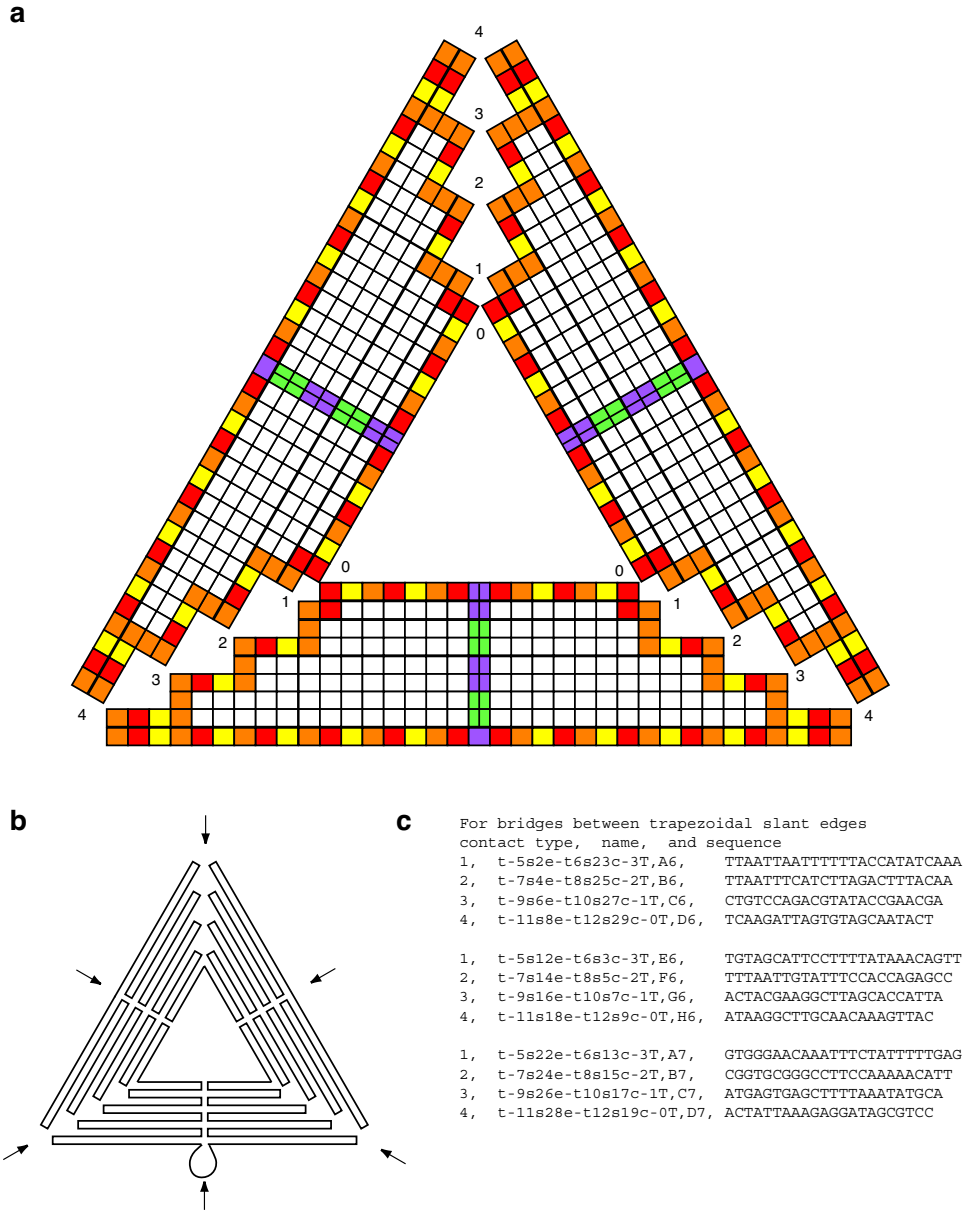 a
4
3
2
1
0
0
0
1
1
2
2
3
3
4
4
b
c
For bridges between trapezoidal slant edges
contact type, name, and sequence
1, t-5s2e-t6s23c-3T,A6, TTAATTAATTTTTTACCATATCAAA
2, t-7s4e-t8s25c-2T,B6, TTAATTTCATCTTAGACTTTACAA
3, t-9s6e-t10s27c-1T,C6, CTGTCCAGACGTATACCGAACGA
4, t-11s8e-t12s29c-0T,D6, TCAAGATTAGTGTAGCAATACT
1, t-5s12e-t6s3c-3T,E6, TGTAGCATTCCTTTTATAAACAGTT
2, t-7s14e-t8s5c-2T,F6, TTTAATTGTATTTCCACCAGAGCC
3, t-9s16e-t10s7c-1T,G6, ACTACGAAGGCTTAGCACCATTA
4, t-11s18e-t12s9c-0T,H6, ATAAGGCTTGCAACAAAGTTAC
1, t-5s22e-t6s13c-3T,A7, GTGGGAACAAATTTCTATTTTTGAG
2, t-7s24e-t8s15c-2T,B7, CGGTGCGGGCCTTCCAAAAACATT
3, t-9s26e-t10s17c-1T,C7, ATGAGTGAGCTTTTAAATATGCA
4, t-11s28e-t12s19c-0T,D7, ACTATTAAAGAGGATAGCGTCC